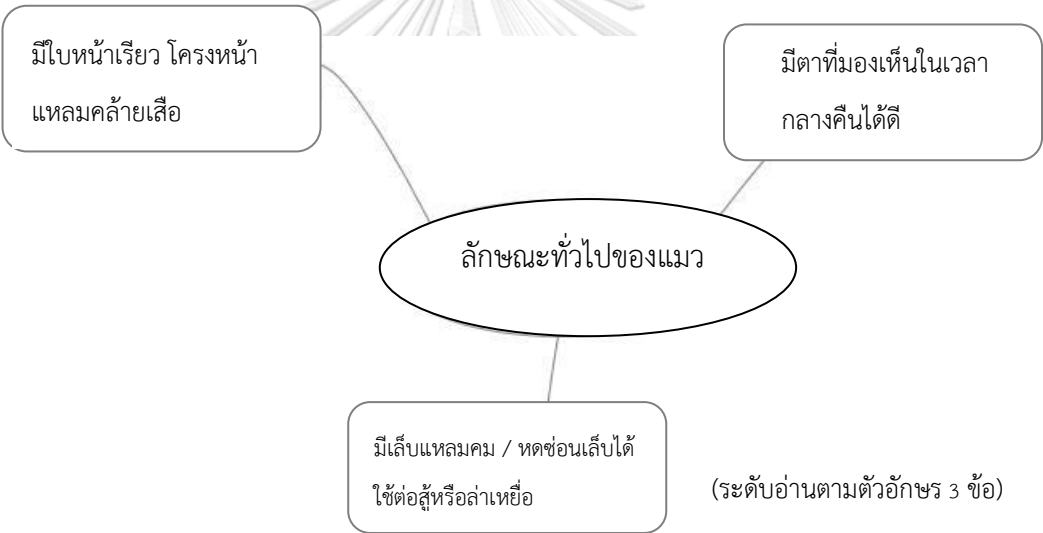 มีใบหน้าเรียว โครงหน้า
แหลมคล้ายเสือ
มีตาที่มองเห็นในเวลา
กลางคืนได้ดี
ลักษณะทั่วไปของแมว
มีเล็บแหลมคม / หดซ่อนเล็บได้
ใช้ต่อสู้หรือล่าเหยื่อ
(ระดับอ่านตามตัวอักษร 3 ข้อ)